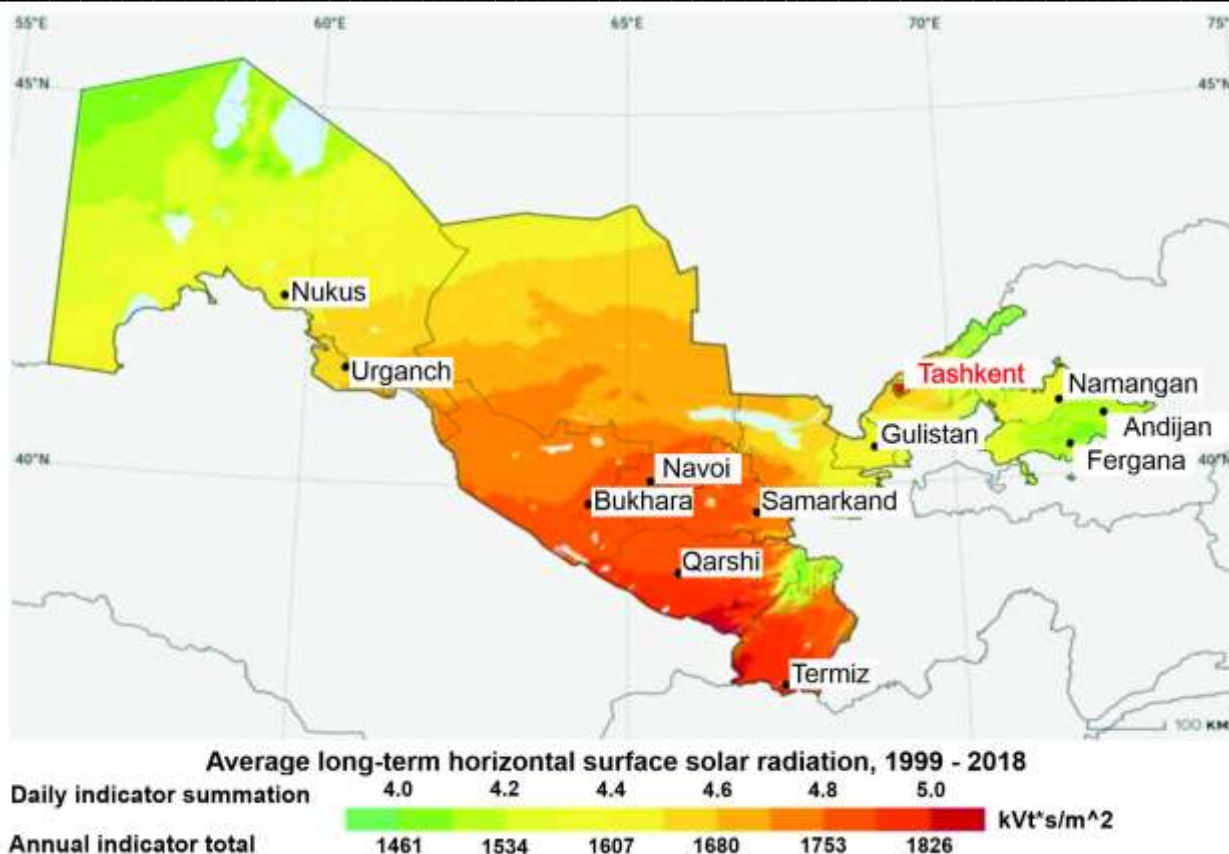 55°E 60°E 65°E 70°E 75°
45°N 45°N
Nukus
Urganch
Tashkent
Namangan
Andijan
Gulistan
Fergana
40°N 40°N
Navoi
Bukhara
Samarkand
Qarshi
Termiz
100 KM
Average long-term horizontal surface solar radiation, 1999 - 2018
Daily indicator summation 4.0 4.2 4.4 4.6 4.8 5.0
kVt*s/m^2
Annual indicator total 1461 1534 1607 1680 1753 1826